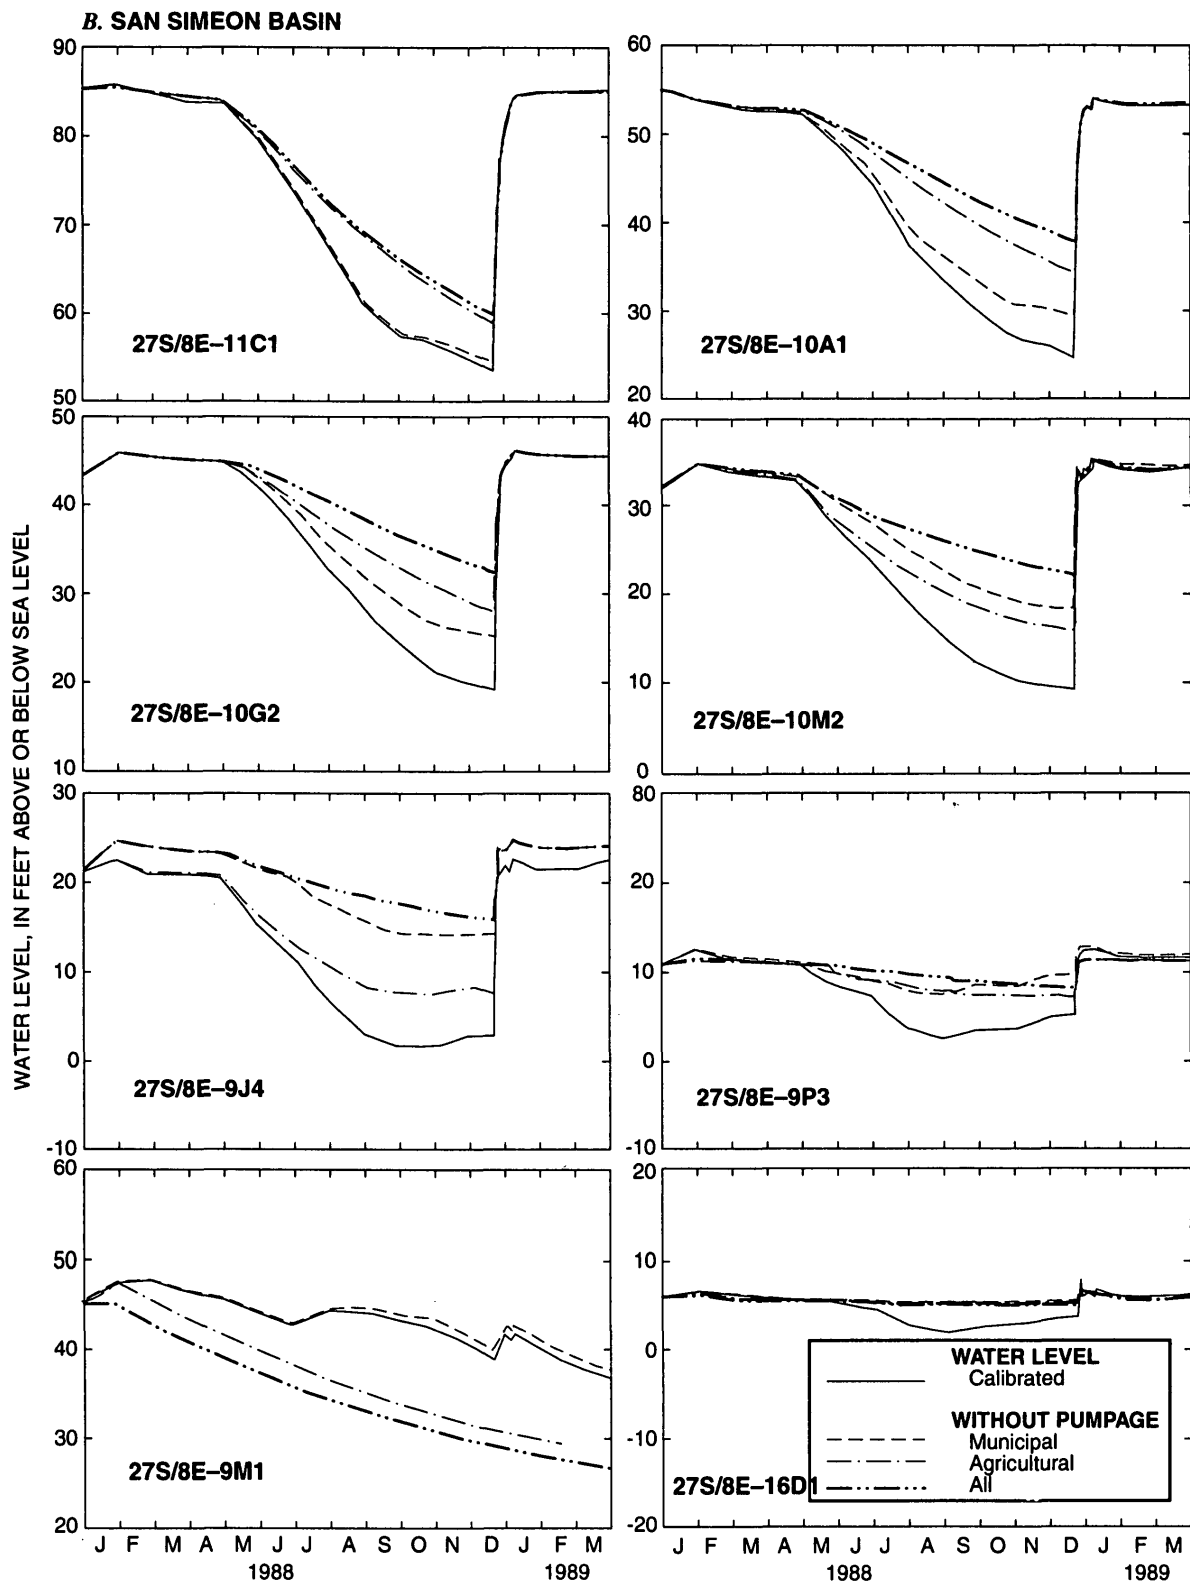 B. SAN SIMEON BASIN
WATER LEVEL, IN FEET ABOVE OR BELOW SEA LEVEL
90
80
70
60
50
27S/8E–11C1
60
50
40
30
20
27S/8E–10A1
50
40
30
20
10
27S/8E–10G2
40
30
20
10
0
27S/8E–10M2
30
20
10
0
-10
27S/8E–9J4
80
20
10
0
-10
27S/8E–9P3
60
50
40
30
20
27S/8E–9M1
20
10
0
-10
-20
27S/8E–16D1
WATER LEVEL
Calibrated
WITHOUT PUMPAGE
Municipal
Agricultural
All
J F M A M J J A S O N D J F M
1988 1989
J F M A M J J A S O N D J F M
1988 1989